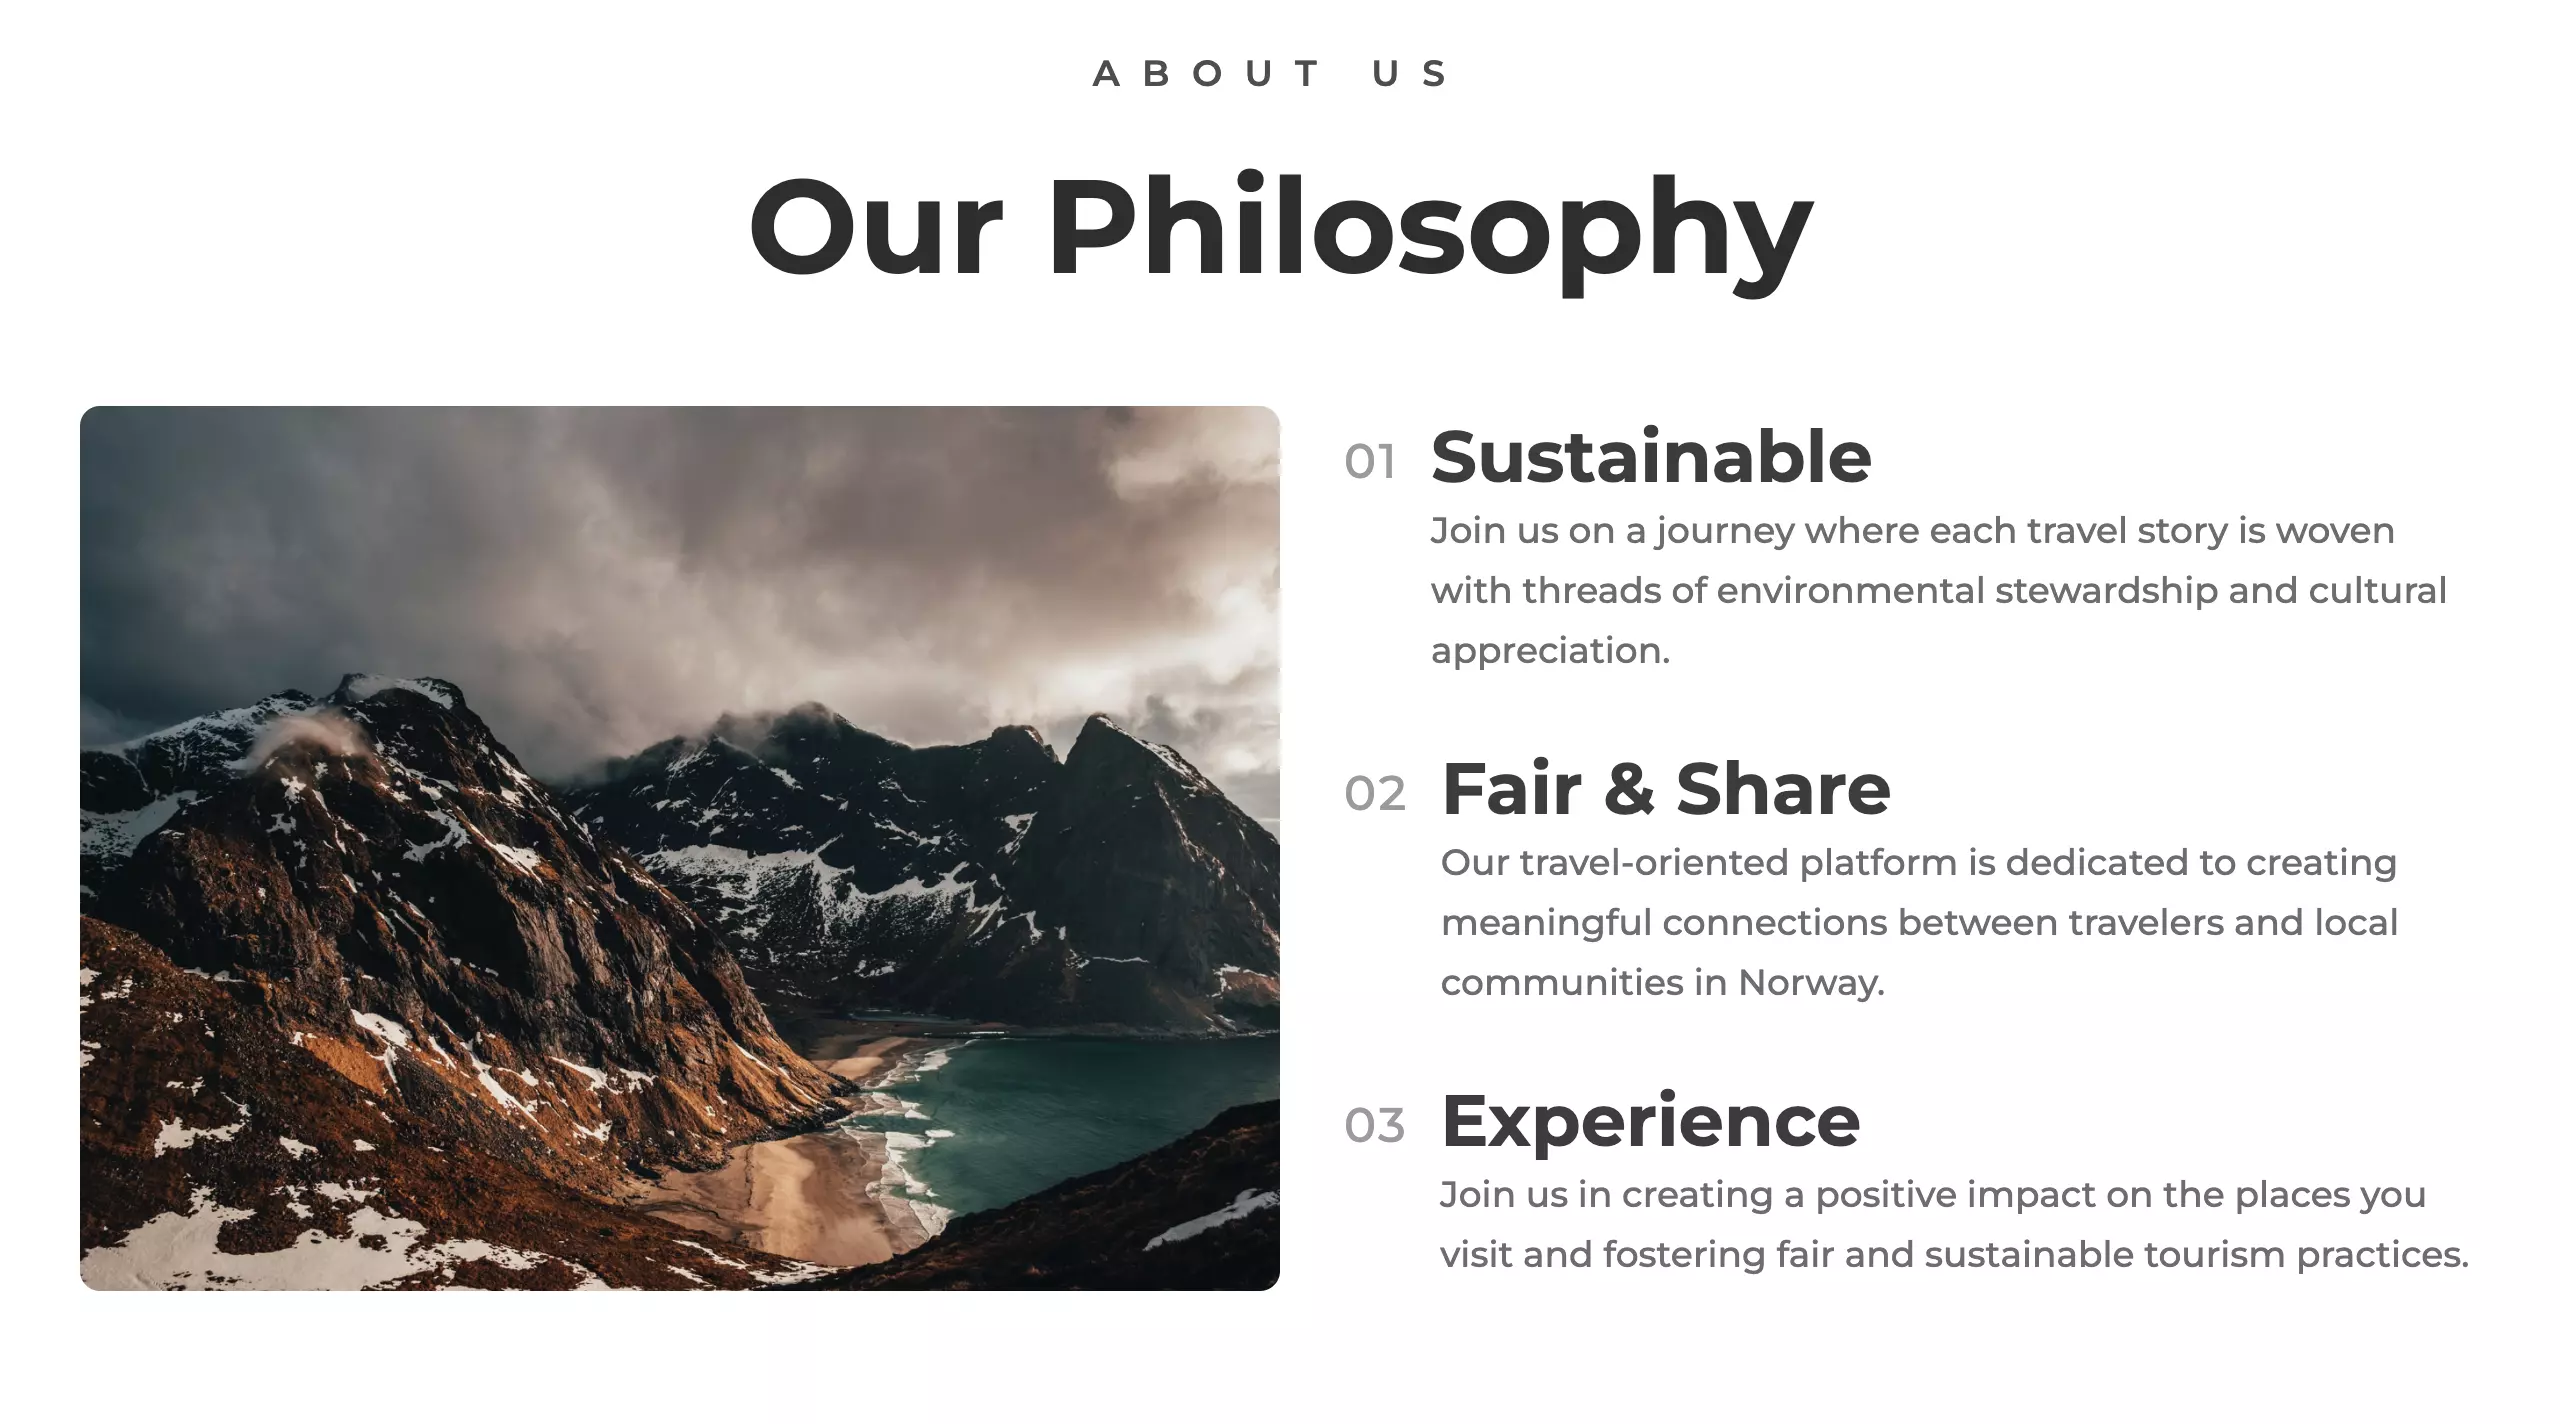 ABOUT US
Our Philosophy
01 Sustainable
Join us on a journey where each travel story is woven
with threads of environmental stewardship and cultural
appreciation.
02 Fair & Share
Our travel-oriented platform is dedicated to creating
meaningful connections between travelers and local
communities in Norway.
03 Experience
Join us in creating a positive impact on the places you
visit and fostering fair and sustainable tourism practices.